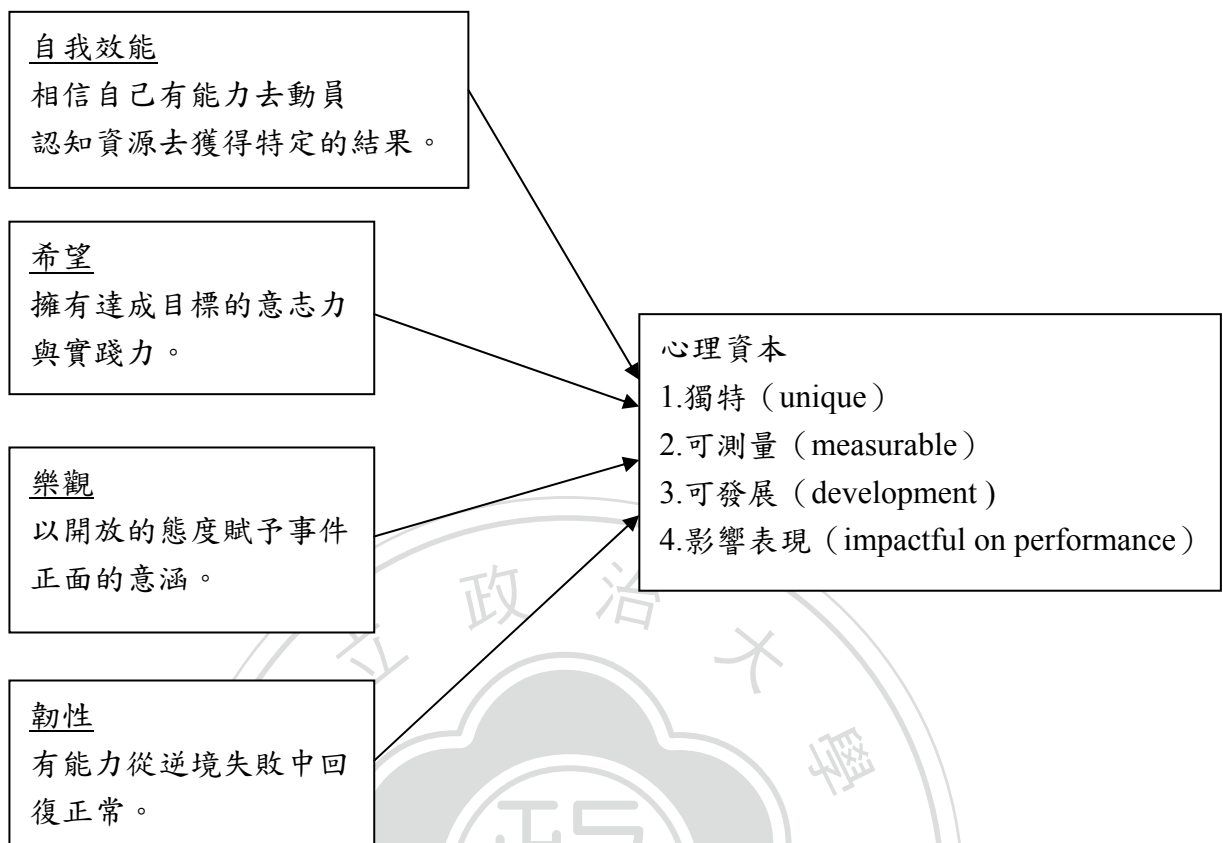 自我效能
相信自己有能力去動員
認知資源去獲得特定的結果。
希望
擁有達成目標的意志力
與實踐力。
樂觀
以開放的態度賦予事件
正面的意涵。
韌性
有能力從逆境失敗中回
復正常。
心理資本
1.獨特（unique）
2.可測量（measurable）
3.可發展（development )
4.影響表現（impactful on performance）
立政治大學